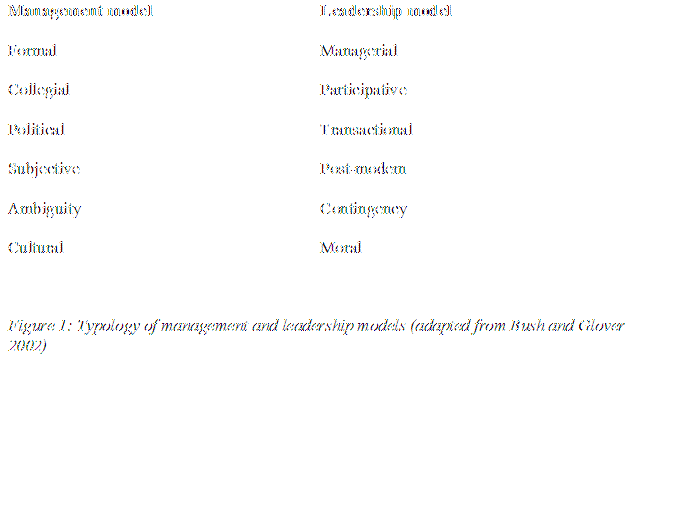 Management model Leadership model
Formal Managerial
Collegial Participative
Political Transactional
Subjective Post-modern
Ambiguity Contingency
Cultural Moral
Figure 1: Typology of management and leadership models (adapted from Bush and Glover
2002)